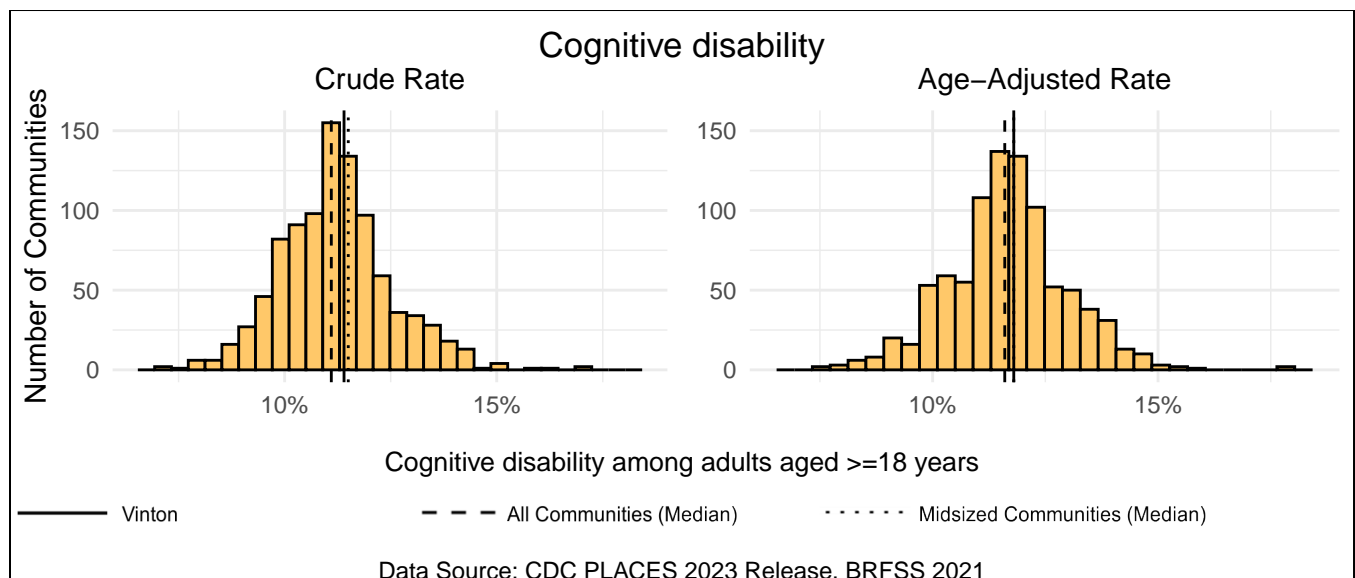 Cognitive disability
Crude Rate
Age−Adjusted Rate
Number of Communities
150
100
50
0
10%
15%
150
100
50
0
10%
15%
Cognitive disability among adults aged >=18 years
Vinton
All Communities (Median)
Midsized Communities (Median)
Data Source: CDC PLACES 2023 Release, BRFSS 2021